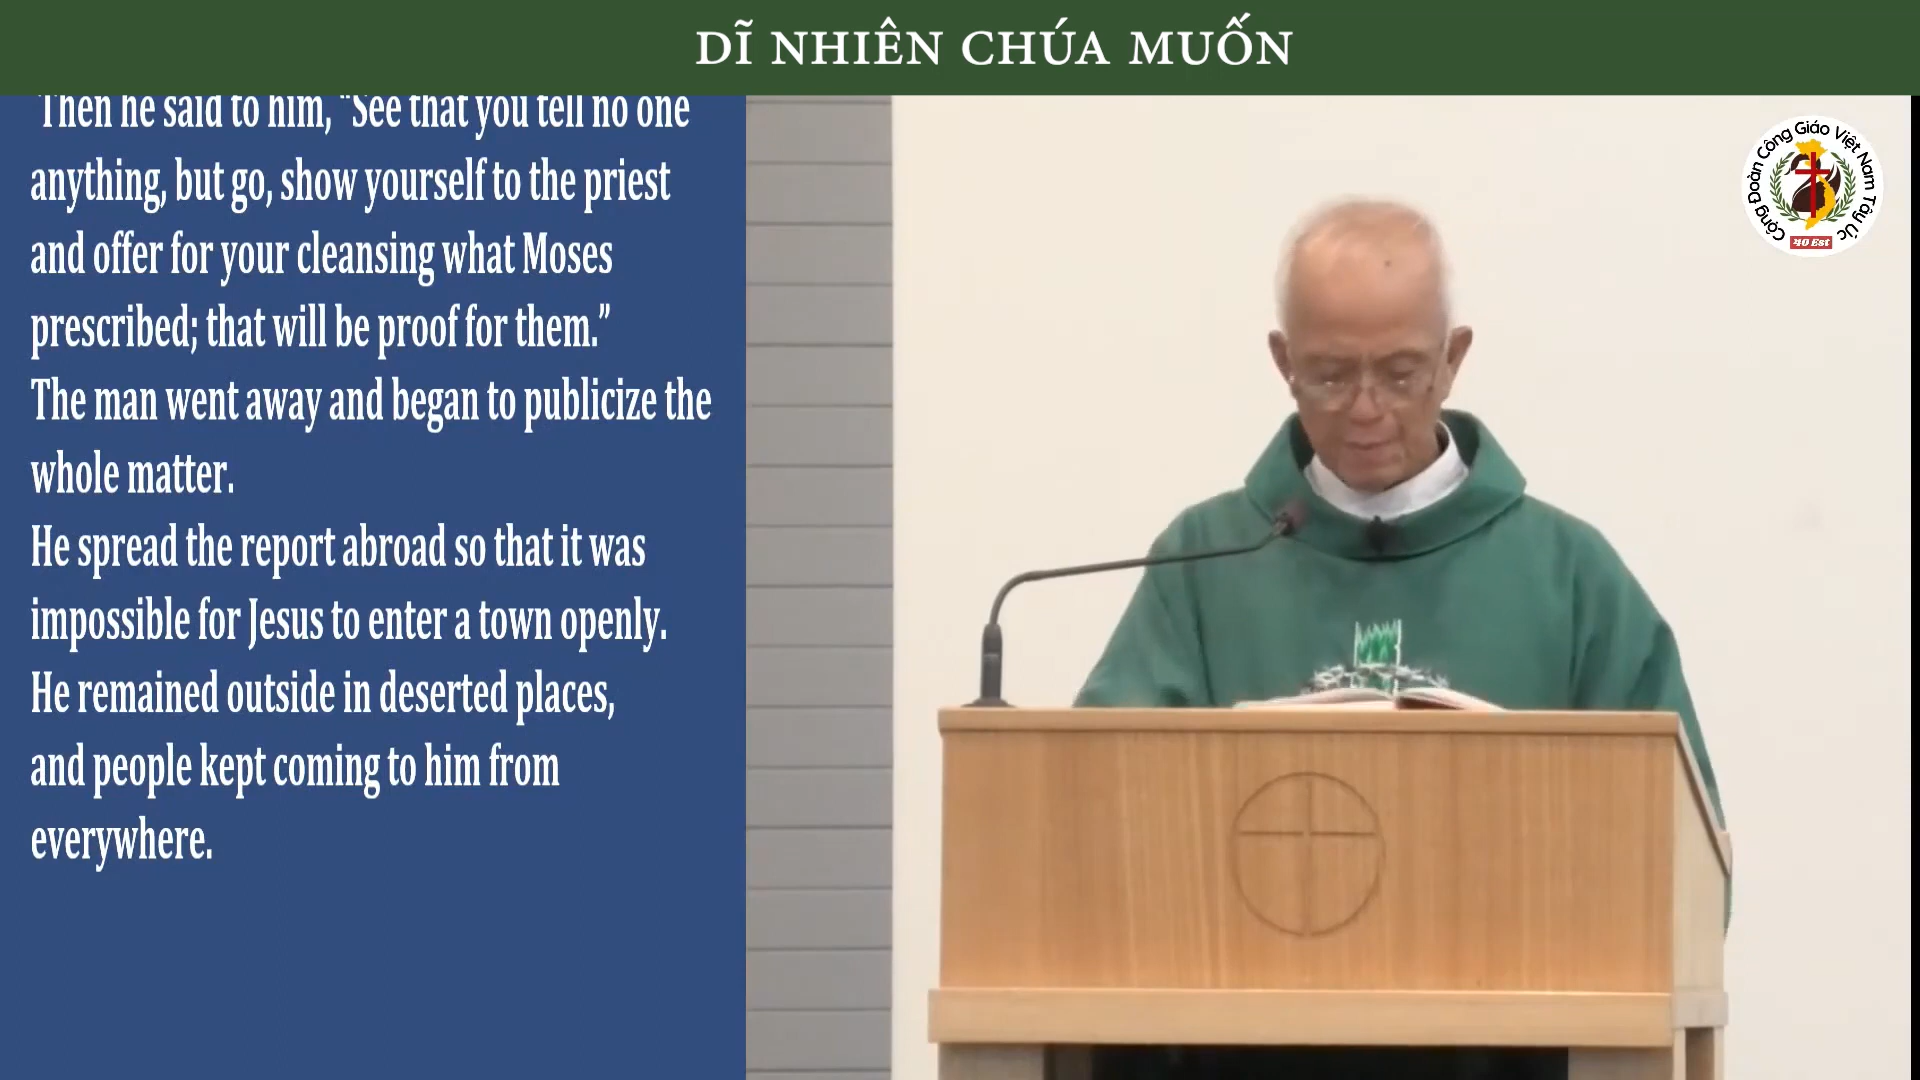 DĨ NHIÊN CHÚA MUỐN
Then he said to him, “See that you tell no one
anything, but go, show yourself to the priest
and offer for your cleansing what Moses
prescribed; that will be proof for them.”
The man went away and began to publicize the
whole matter.
He spread the report abroad so that it was
impossible for Jesus to enter a town openly.
He remained outside in deserted places,
and people kept coming to him from
everywhere.
Cộng Đoàn Công Giáo Việt Nam Tây Úc
40 Est